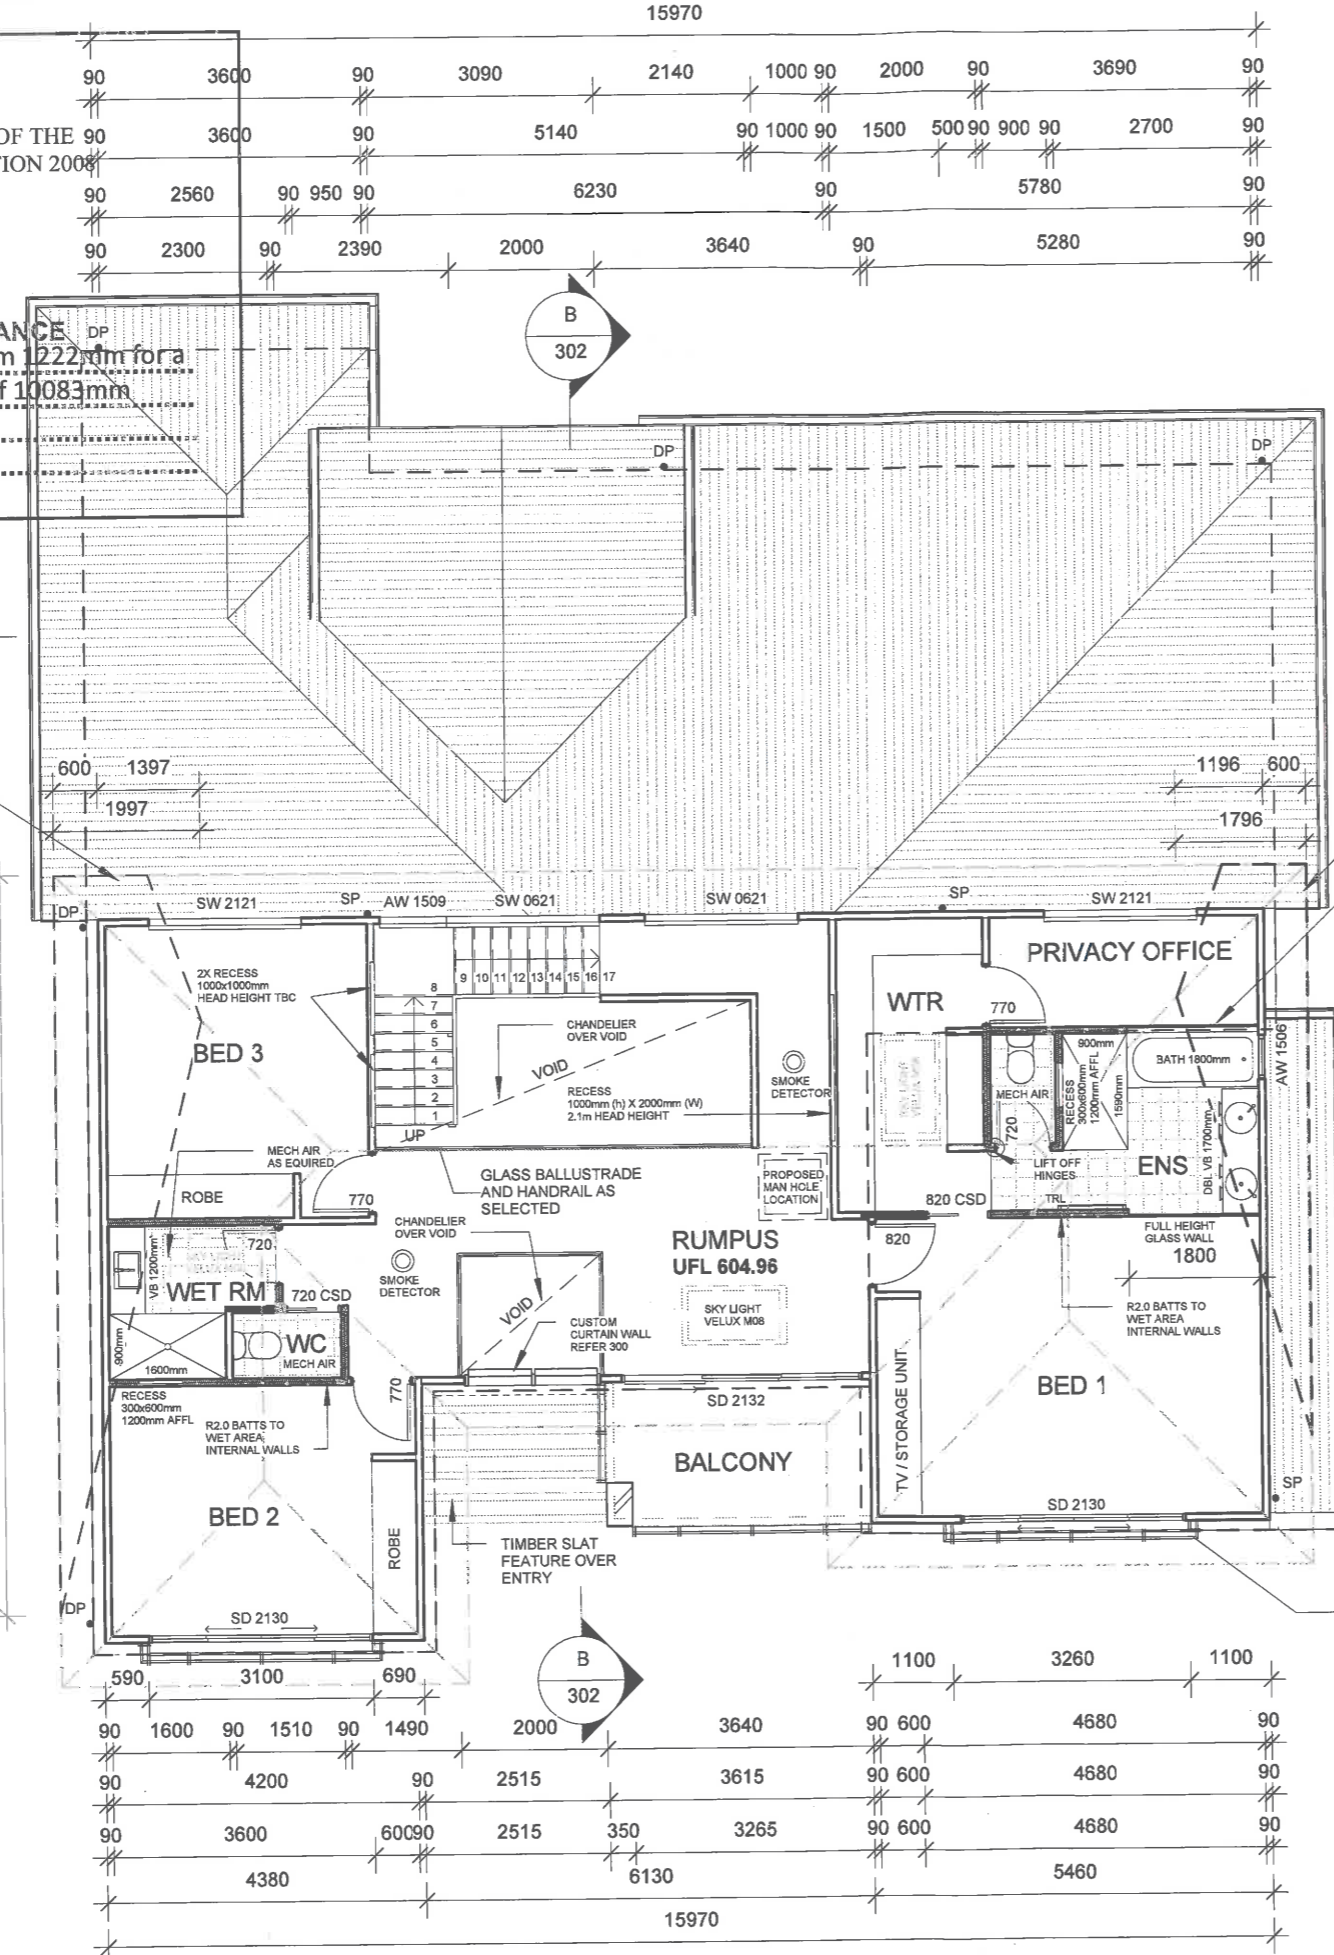 15970
90 3600 90 3090 2140 1000 90 2000 90 3690 90
OF THE
90 3600 90 5140 90 1000 90 1500 500 90 900 90 2700 90
TION 2008
90 2560 90 950 90 6230 90 5780 90
90 2300 90 2390 2000 3640 90 5280 90
B
302
ANCE
DP
m 1222mm for a
f 10083mm
DP
DP
600 1397
1997
1196 600
1796
DP
SW 2121
SP
AW 1509
SW 0621
SW 0621
SP
SW 2121
2X RECESS
1000x1000mm
HEAD HEIGHT TBC
BED 3
9 10 11 12 13 14 15 16 17
8
7
6
5
4
3
2
1
UP
CHANDELIER
OVER VOID
VOID
RECESS
1000mm (h) X 2000mm (W)
2.1m HEAD HEIGHT
SMOKE
DETECTOR
WTR
PRIVACY OFFICE
770
MECH AIR
720
RECESS
300x600mm
1200mm AFFL
900mm
1590mm
BATH 1800mm
AW 1506
DBL VB 1700mm
ENS
LIFT OFF
HINGES
TRL
820 CSD
MECH AIR
AS EQUIRED
ROBE
770
GLASS BALLUSTRADE
AND HANDRAIL AS
SELECTED
PROPOSED
MAN HOLE
LOCATION
CHANDELIER
OVER VOID
RUMPUS
UFL 604.96
820
FULL HEIGHT
GLASS WALL
1800
720
VB 1200mm
WET RM
720 CSD
SMOKE
DETECTOR
VOID
CUSTOM
CURTAIN WALL
REFER 300
SKY LIGHT
VELUX M08
R2.0 BATTS TO
WET AREA
INTERNAL WALLS
900mm
1600mm
WC
MECH AIR
RECESS
300x600mm
1200mm AFFL
R2.0 BATTS TO
WET AREA
INTERNAL WALLS
770
SD 2132
BALCONY
TV / STORAGE UNIT
BED 1
SD 2130
SP
BED 2
ROBE
TIMBER SLAT
FEATURE OVER
ENTRY
DP
SD 2130
B
302
590 3100 690
1100 3260 1100
90 1600 90 1510 90 1490 2000 3640 90 600 4680 90
90 4200 90 2515 3615 90 600 4680 90
90 3600 600 90 2515 350 3265 90 600 4680 90
4380 6130 5460
15970